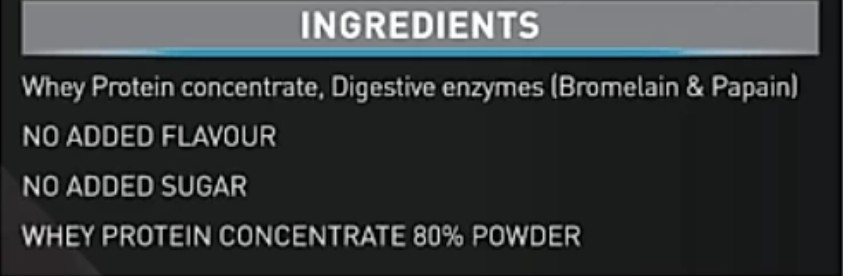 INGREDIENTS
Whey Protein concentrate, Digestive enzymes (Bromelain & Papain)
NO ADDED FLAVOUR
NO ADDED SUGAR
WHEY PROTEIN CONCENTRATE 80% POWDER